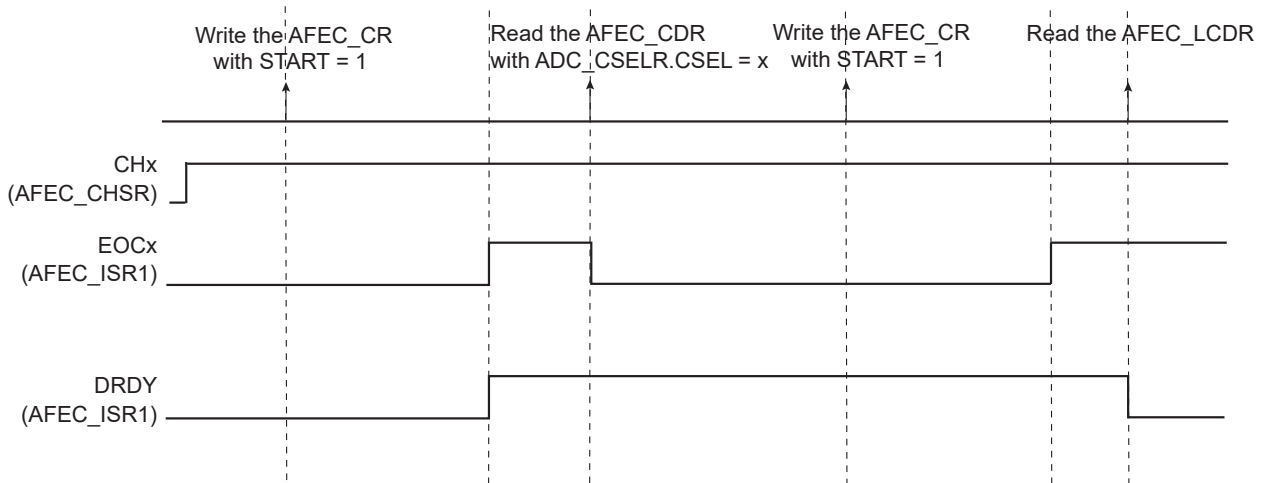 Write the AFEC_CR
with START = 1
Read the AFEC_CDR
with ADC_CSELR.CSEL = x
Write the AFEC_CR
with START = 1
Read the AFEC_LCDR
CHx
(AFEC_CHSR)
EOCx
(AFEC_ISR1)
DRDY
(AFEC_ISR1)